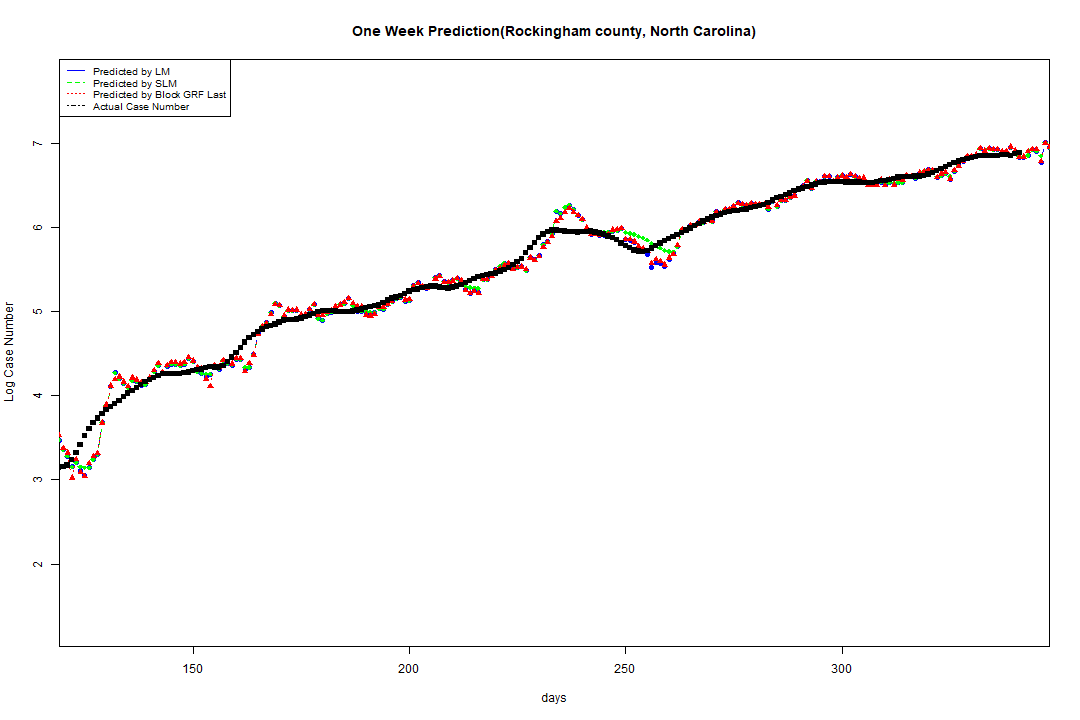 One Week Prediction(Rockingham county, North Carolina)
Predicted by LM
Predicted by SLM
Predicted by Block GRF Last
Actual Case Number
7
6
5
4
3
2
Log Case Number
150 200 250 300
days